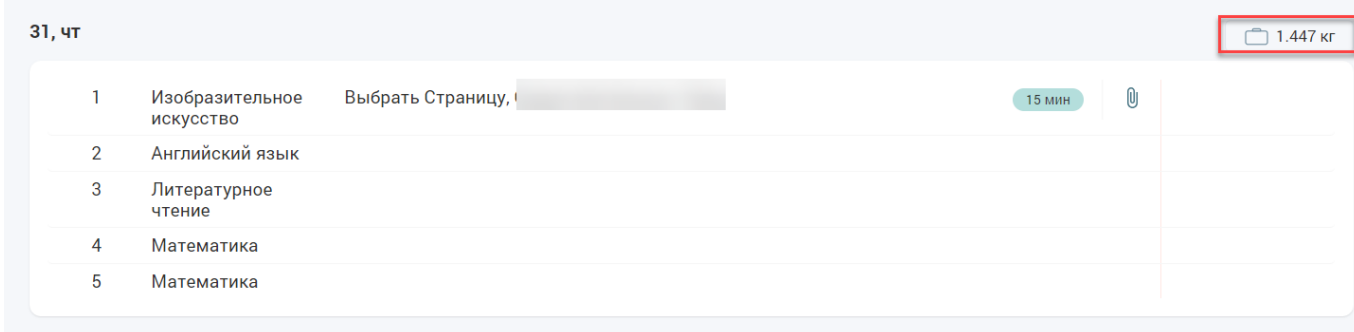 31, чт
1.447 кг
1 Изобразительное искусство Выбрать Страницу, 15 мин
2 Английский язык
3 Литературное чтение
4 Математика
5 Математика